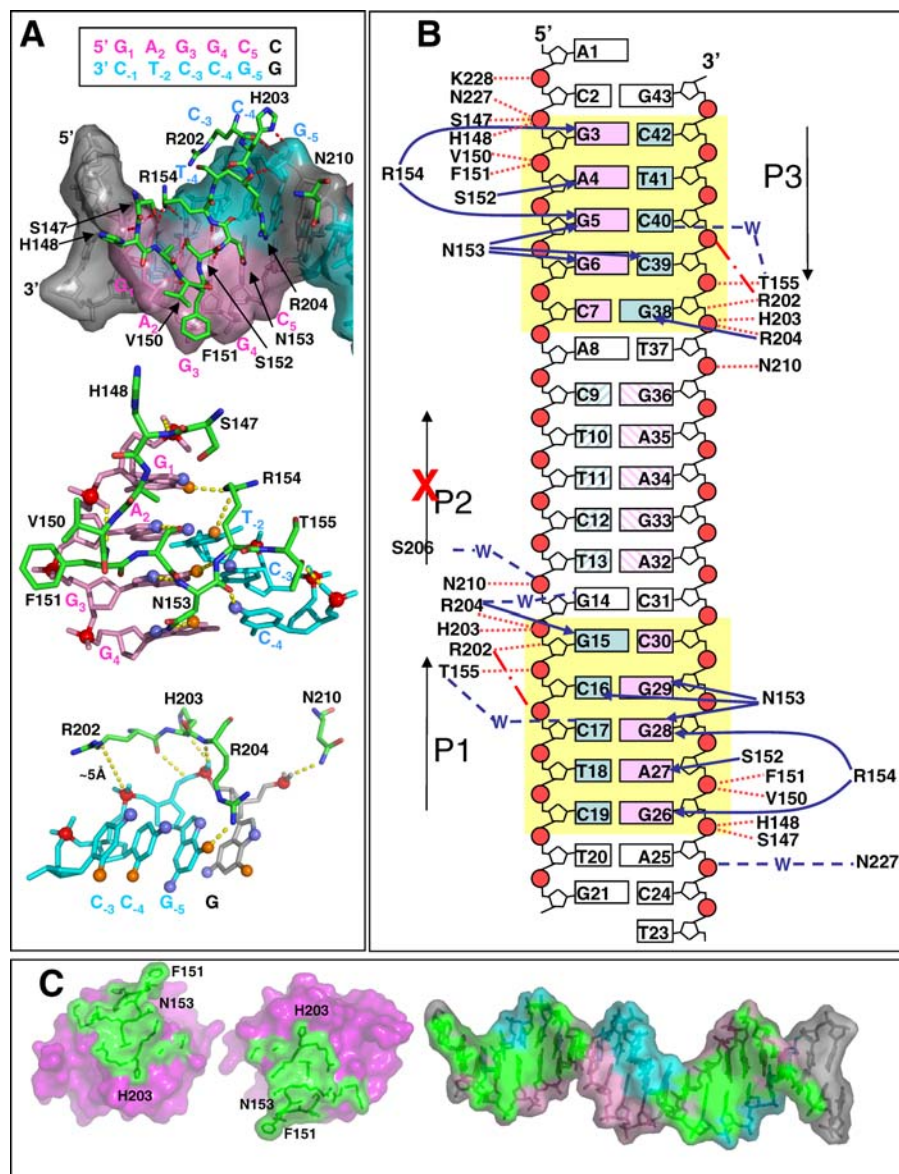 A
5' G1 A2 G3 G4 C5 C
3' C-1 T-2 C-3 C-4 G-5 G
H203
C-4
C-3
R202
G-5
5'
N210
R154
T-4
S147
H148
3'
G1
R204
A2
C5
N153
V150
G4
S152
F151
G3
H148
S147
G1
R154
V150
A2
T-2
T155
F151
C-3
G3
N153
C-4
G4
H203
N210
R202
R204
~5Å
C-3 C-4 G-5 G
B
5'
3'
A1
K228
N227
C2 G43
S147
H148
G3 C42
V150
F151
R154
A4 T41
P3
S152
G5 C40
W
N153
G6 C39
T155
R202
C7 G38
H203
R204
A8 T37
N210
C9 G36
T10 A35
X
P2
T11 A34
C12 G33
S206 W
T13 A32
N210
R204 W
G14 C31
H203
G15 C30
R202
T155
P1
C16 G29
N153
W
C17 G28
S152
T18 A27
F151
R154
V150
C19 G26
H148
S147
T20 A25
W N227
G21 C24
T23
C
F151
N153
H203
H203
N153
F151